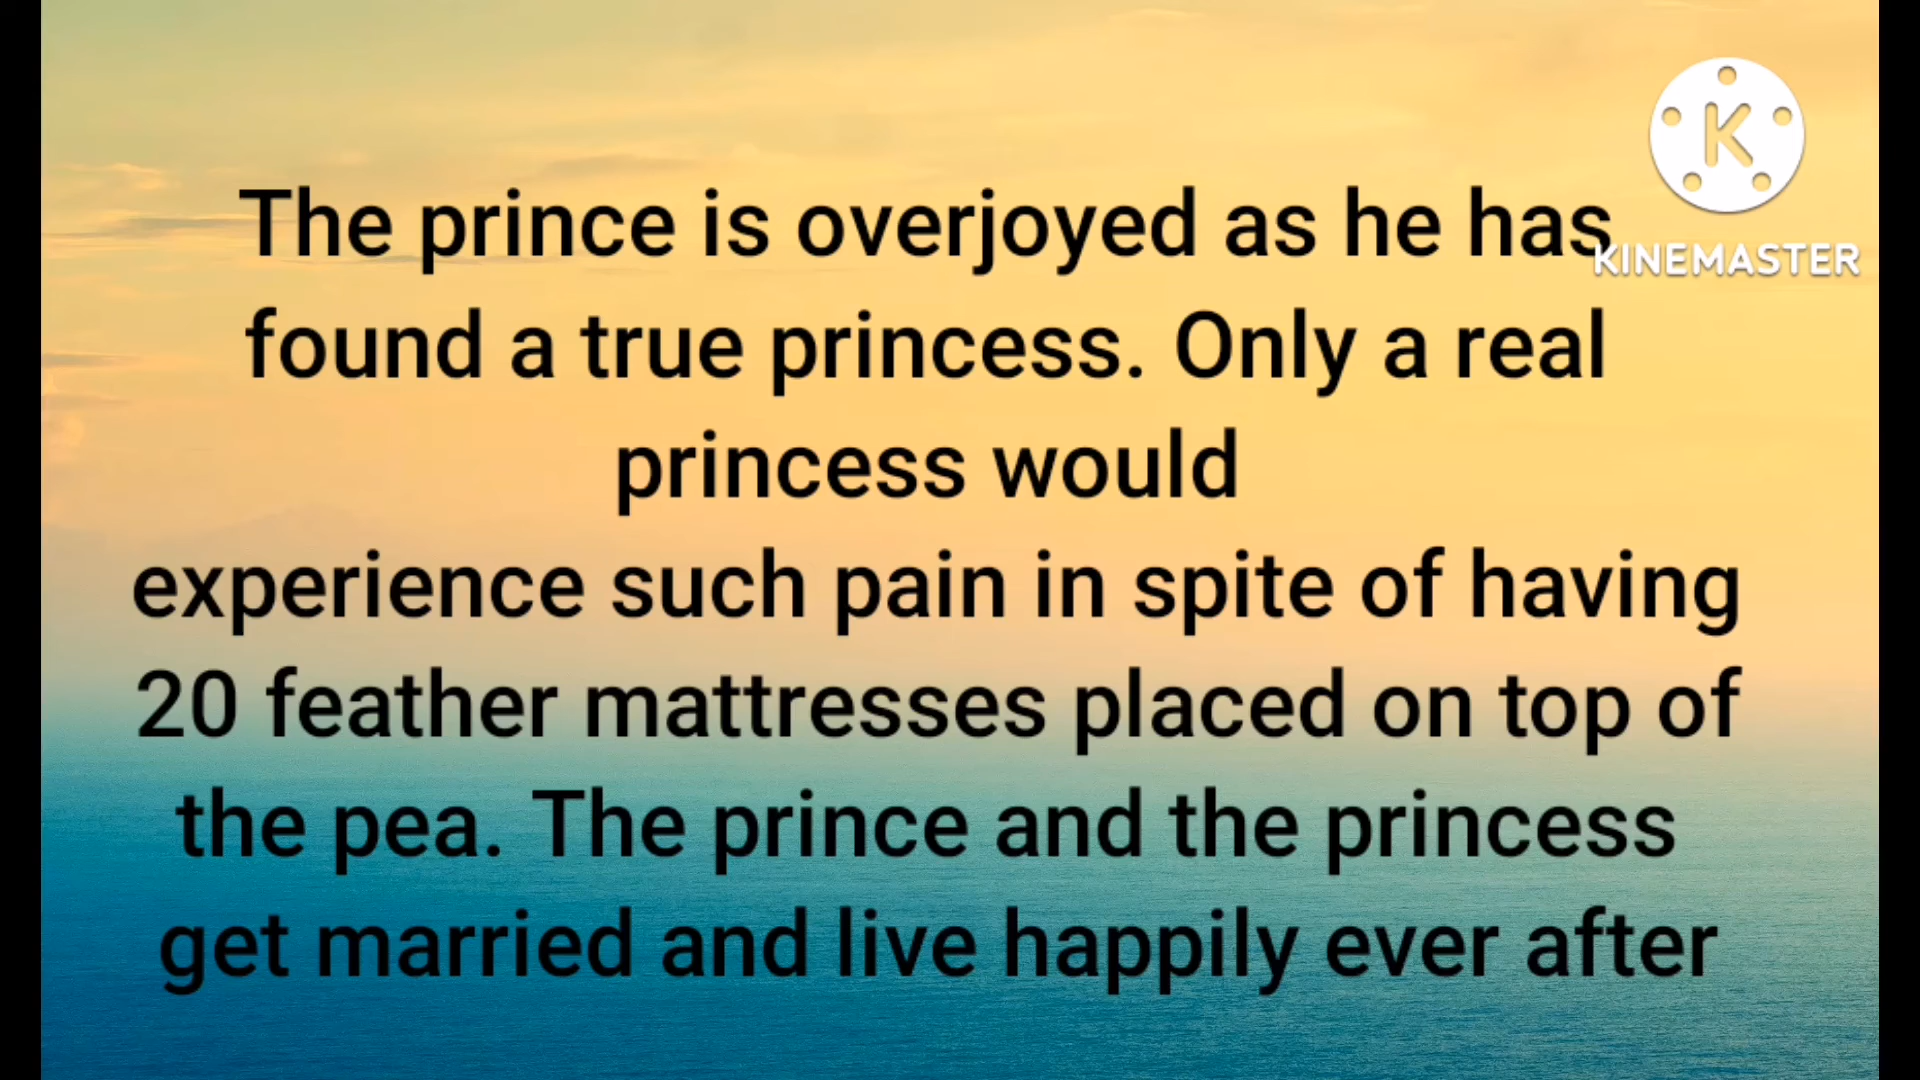 The prince is overjoyed as he has
found a true princess. Only a real
princess would
experience such pain in spite of having
20 feather mattresses placed on top of
the pea. The prince and the princess
get married and live happily ever after
K
KINEMASTER